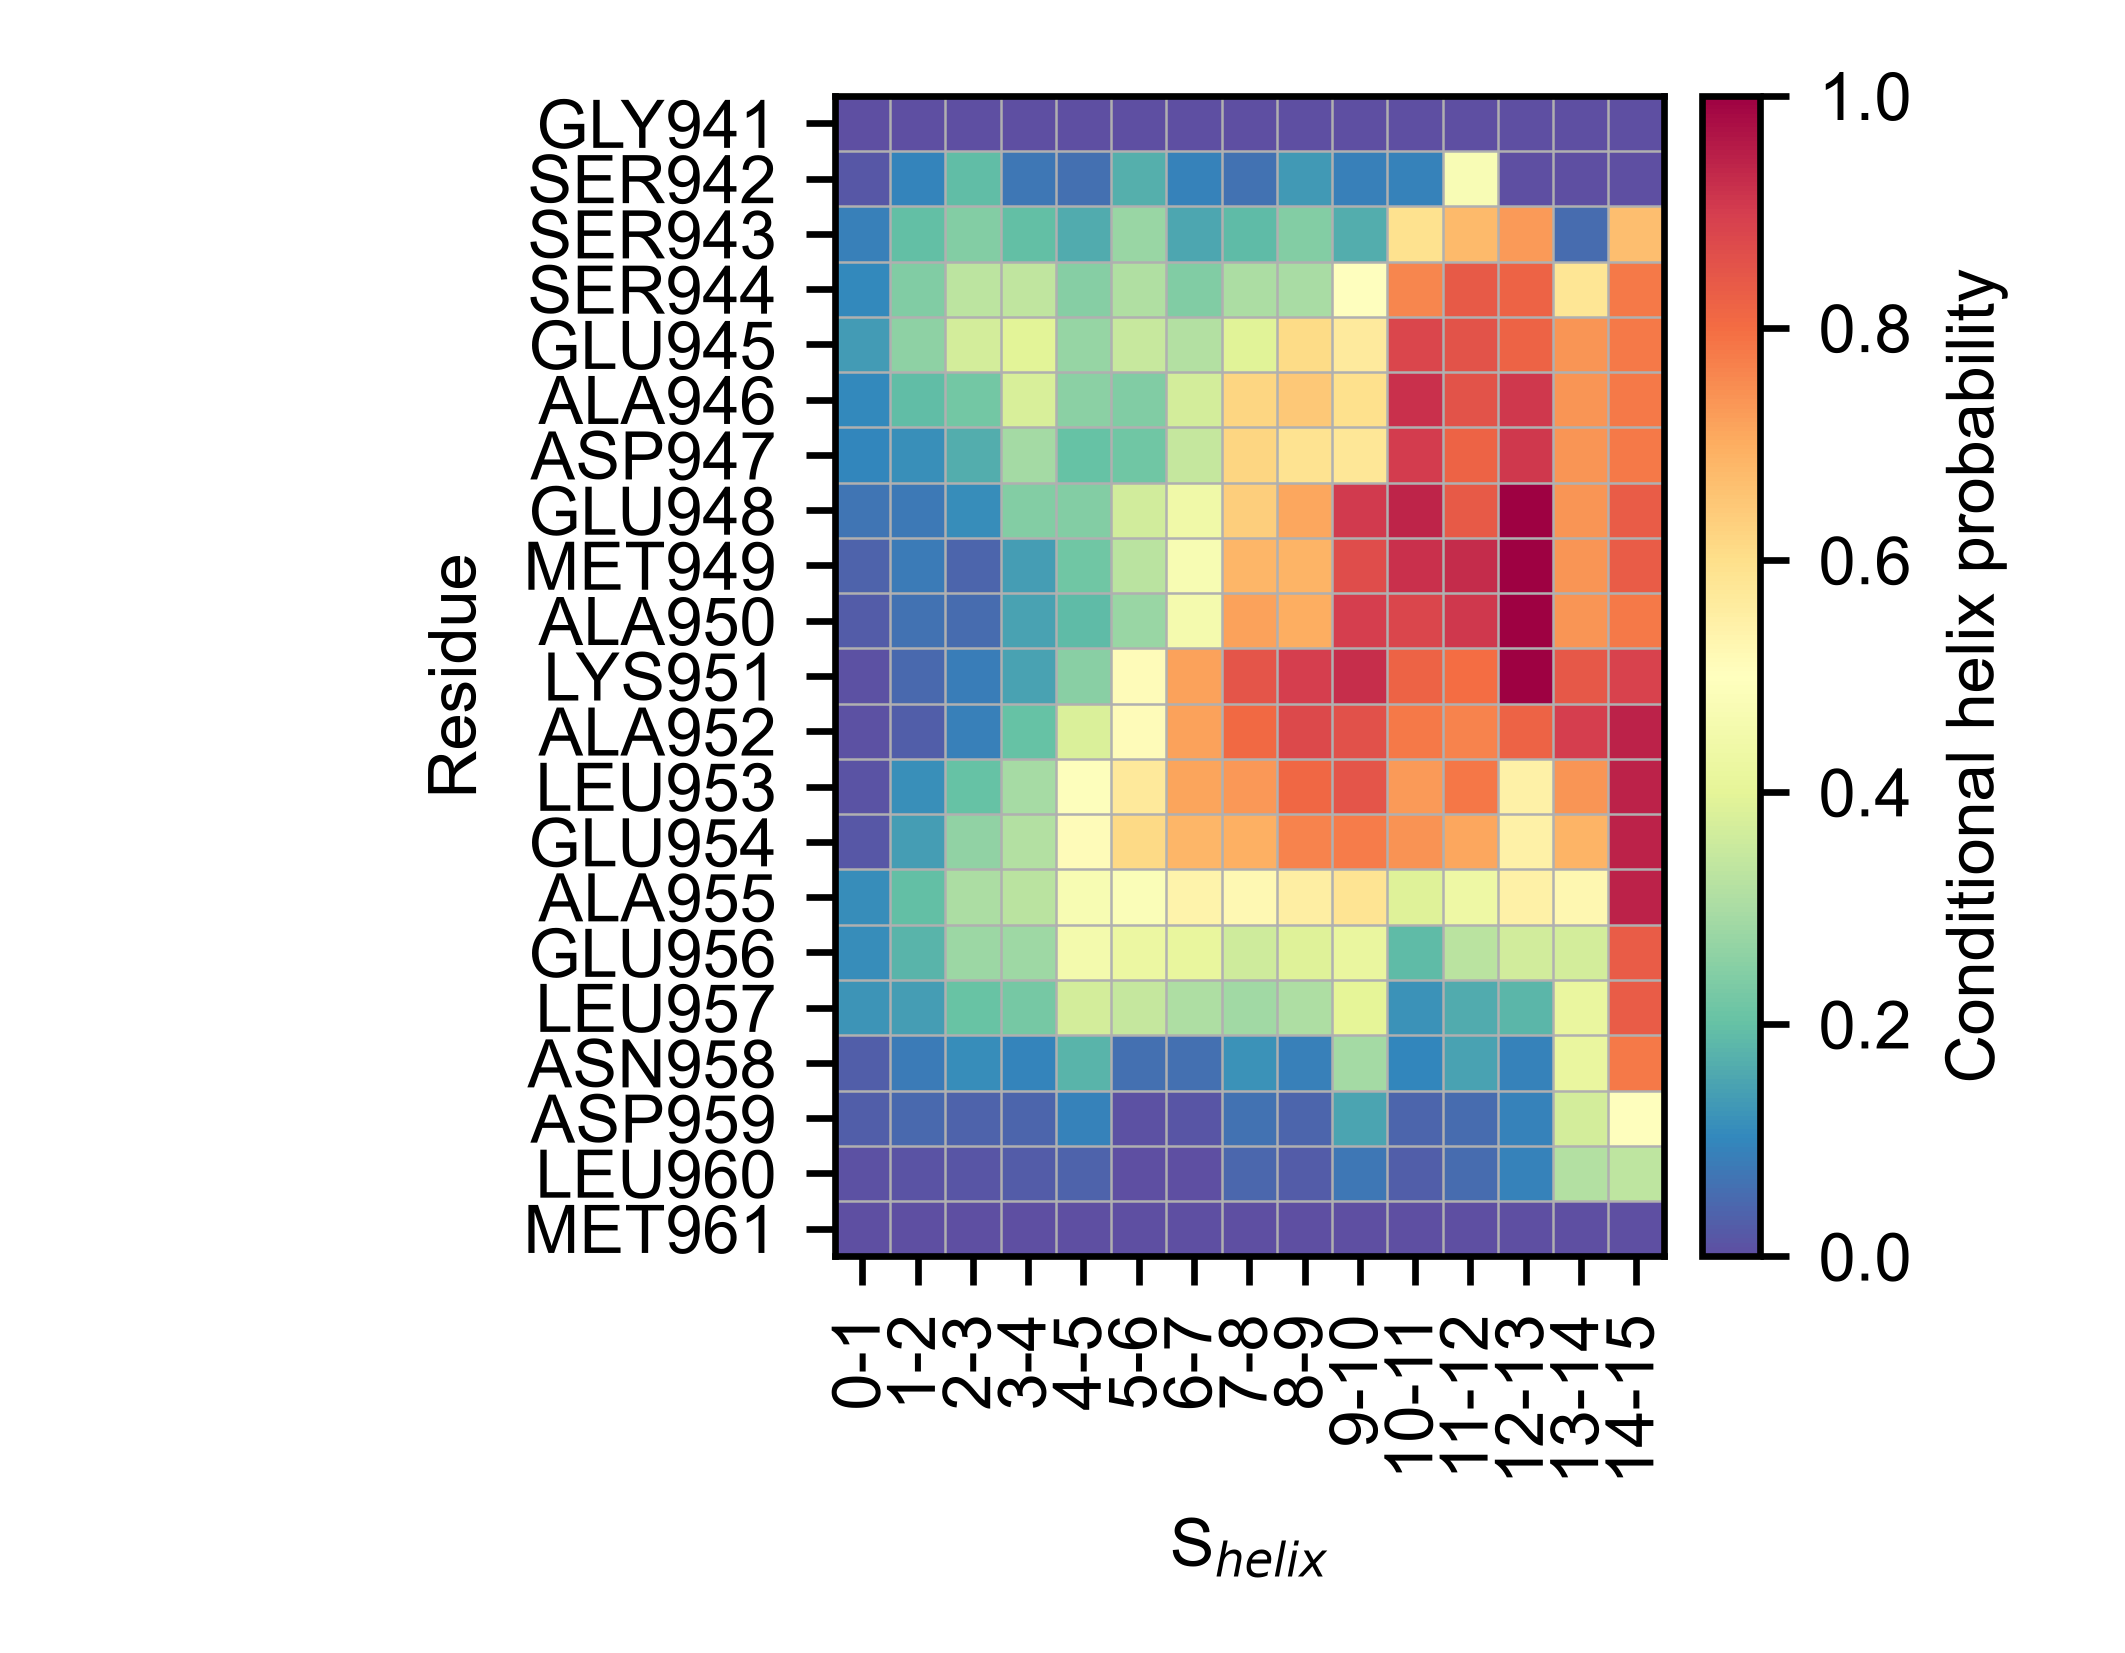 GLY941
SER942
SER943
SER944
GLU945
ALA946
ASP947
GLU948
MET949
ALA950
LYS951
ALA952
LEU953
GLU954
ALA955
GLU956
LEU957
ASN958
ASP959
LEU960
MET961
Residue
0-1
1-2
2-3
3-4
4-5
5-6
6-7
7-8
8-9
9-10
10-11
11-12
12-13
13-14
14-15
Shelix
1.0
0.8
0.6
0.4
0.2
0.0
Conditional helix probability